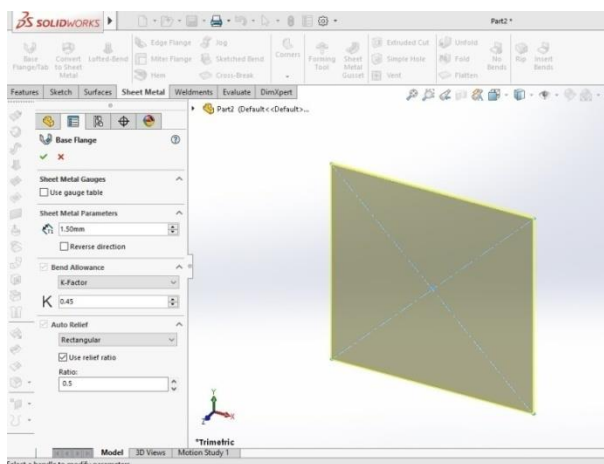 SOLIDWORKS
Part2 *
Base Flange/Tab
Convert to Sheet Metal
Lofted-Bend
Edge Flange
Miter Flange
Hem
Jog
Sketched Bend
Cross-Break
Corners
Forming Tool
Sheet Metal Gusset
Extruded Cut
Simple Hole
Vent
Unfold
Fold
Flatten
No Bends
Rip
Insert Bends
Features Sketch Surfaces Sheet Metal Weldments Evaluate DimXpert
Part2 (Default<<Default>...
Base Flange
Sheet Metal Gauges
Use gauge table
Sheet Metal Parameters
1.50mm
Reverse direction
Bend Allowance
K-Factor
K 0.45
Auto Relief
Rectangular
Use relief ratio
Ratio:
0.5
Y
X
Z
*Trimetric
Model 3D Views Motion Study 1
Select a handle to modify parameters